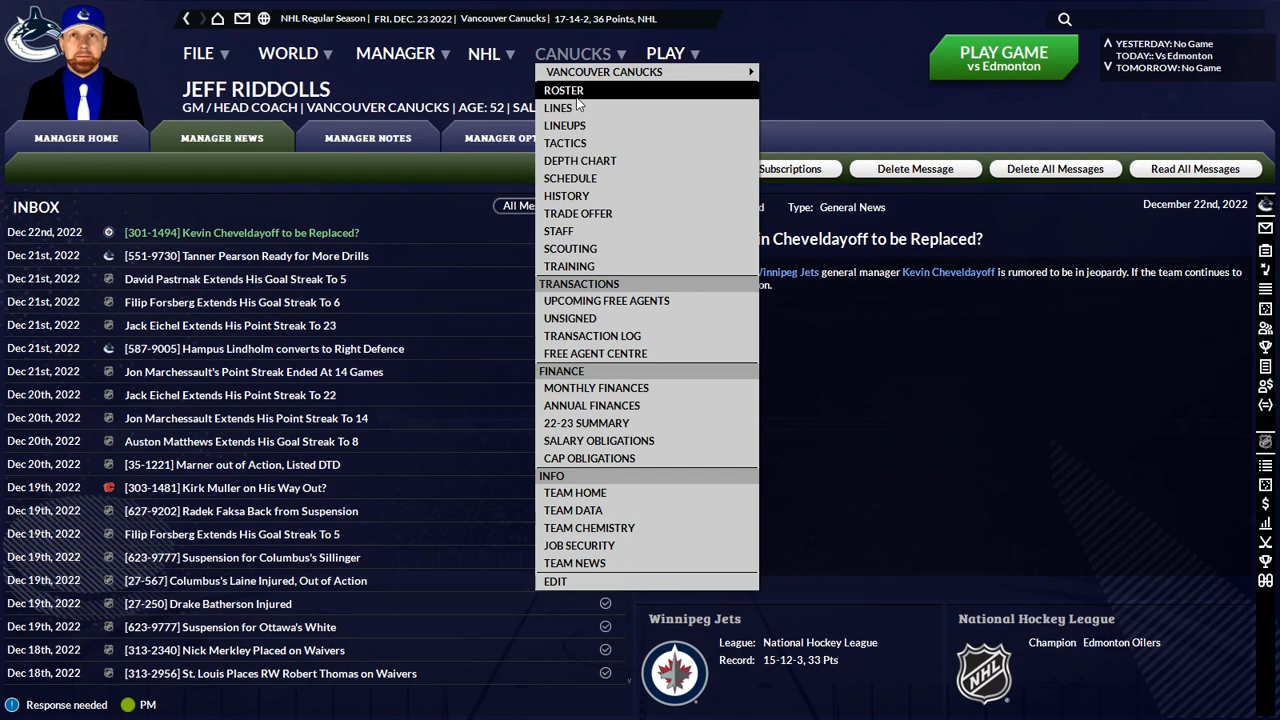 NHL Regular Season | FRI. DEC. 23 2022 | Vancouver Canucks | 17-14-2, 36 Points, NHL
FILE WORLD MANAGER NHL CANUCKS PLAY
PLAY GAME
vs Edmonton
YESTERDAY: No Game
TODAY:: Vs Edmonton
TOMORROW: No Game
JEFF RIDDOLLS
GM / HEAD COACH | VANCOUVER CANUCKS | AGE: 52 | SAL
MANAGER HOME MANAGER NEWS MANAGER NOTES MANAGER OPT
Subscriptions Delete Message Delete All Messages Read All Messages
VANCOUVER CANUCKS
ROSTER
LINES
LINEUPS
TACTICS
DEPTH CHART
SCHEDULE
HISTORY
TRADE OFFER
STAFF
SCOUTING
TRAINING
TRANSACTIONS
UPCOMING FREE AGENTS
UNSIGNED
TRANSACTION LOG
FREE AGENT CENTRE
FINANCE
MONTHLY FINANCES
ANNUAL FINANCES
22-23 SUMMARY
SALARY OBLIGATIONS
CAP OBLIGATIONS
INFO
TEAM HOME
TEAM DATA
TEAM CHEMISTRY
JOB SECURITY
TEAM NEWS
EDIT
INBOX All Me
Dec 22nd, 2022 [301-1494] Kevin Cheveldayoff to be Replaced?
Dec 21st, 2022 [551-9730] Tanner Pearson Ready for More Drills
Dec 21st, 2022 David Pastrnak Extends His Goal Streak To 5
Dec 21st, 2022 Filip Forsberg Extends His Goal Streak To 6
Dec 21st, 2022 Jack Eichel Extends His Point Streak To 23
Dec 21st, 2022 [587-9005] Hampus Lindholm converts to Right Defence
Dec 21st, 2022 Jon Marchessault's Point Streak Ended At 14 Games
Dec 20th, 2022 Jack Eichel Extends His Point Streak To 22
Dec 20th, 2022 Jon Marchessault Extends His Point Streak To 14
Dec 20th, 2022 Auston Matthews Extends His Goal Streak To 8
Dec 20th, 2022 [35-1221] Marner out of Action, Listed DTD
Dec 19th, 2022 [303-1481] Kirk Muller on His Way Out?
Dec 19th, 2022 [627-9202] Radek Faksa Back from Suspension
Dec 19th, 2022 Filip Forsberg Extends His Goal Streak To 5
Dec 19th, 2022 [623-9777] Suspension for Columbus's Sillinger
Dec 19th, 2022 [27-567] Columbus's Laine Injured, Out of Action
Dec 19th, 2022 [27-250] Drake Batherson Injured
Dec 19th, 2022 [623-9777] Suspension for Ottawa's White
Dec 18th, 2022 [313-2340] Nick Merkley Placed on Waivers
Dec 18th, 2022 [313-2956] St. Louis Places RW Robert Thomas on Waivers
Response needed PM
d Type: General News December 22nd, 2022
in Cheveldayoff to be Replaced?
Winnipeg Jets general manager Kevin Cheveldayoff is rumored to be in jeopardy. If the team continues to
on.
Winnipeg Jets
League: National Hockey League
Record: 15-12-3, 33 Pts
National Hockey League
Champion Edmonton Oilers
NHL